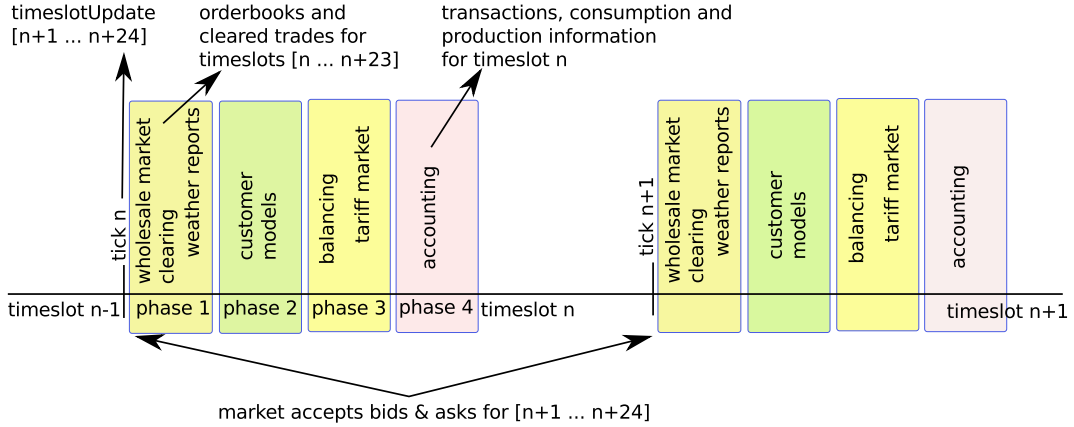 timeslotUpdate
[n+1 ... n+24]
orderbooks and
cleared trades for
timeslots [n ... n+23]
transactions, consumption and
production information
for timeslot n
tick n
wholesale market
clearing
weather reports
customer
models
balancing
tariff market
accounting
tick n+1
wholesale market
clearing
weather reports
customer
models
balancing
tariff market
accounting
timeslot n-1
phase 1
phase 2
phase 3
phase 4
timeslot n
timeslot n+1
market accepts bids & asks for [n+1 ... n+24]